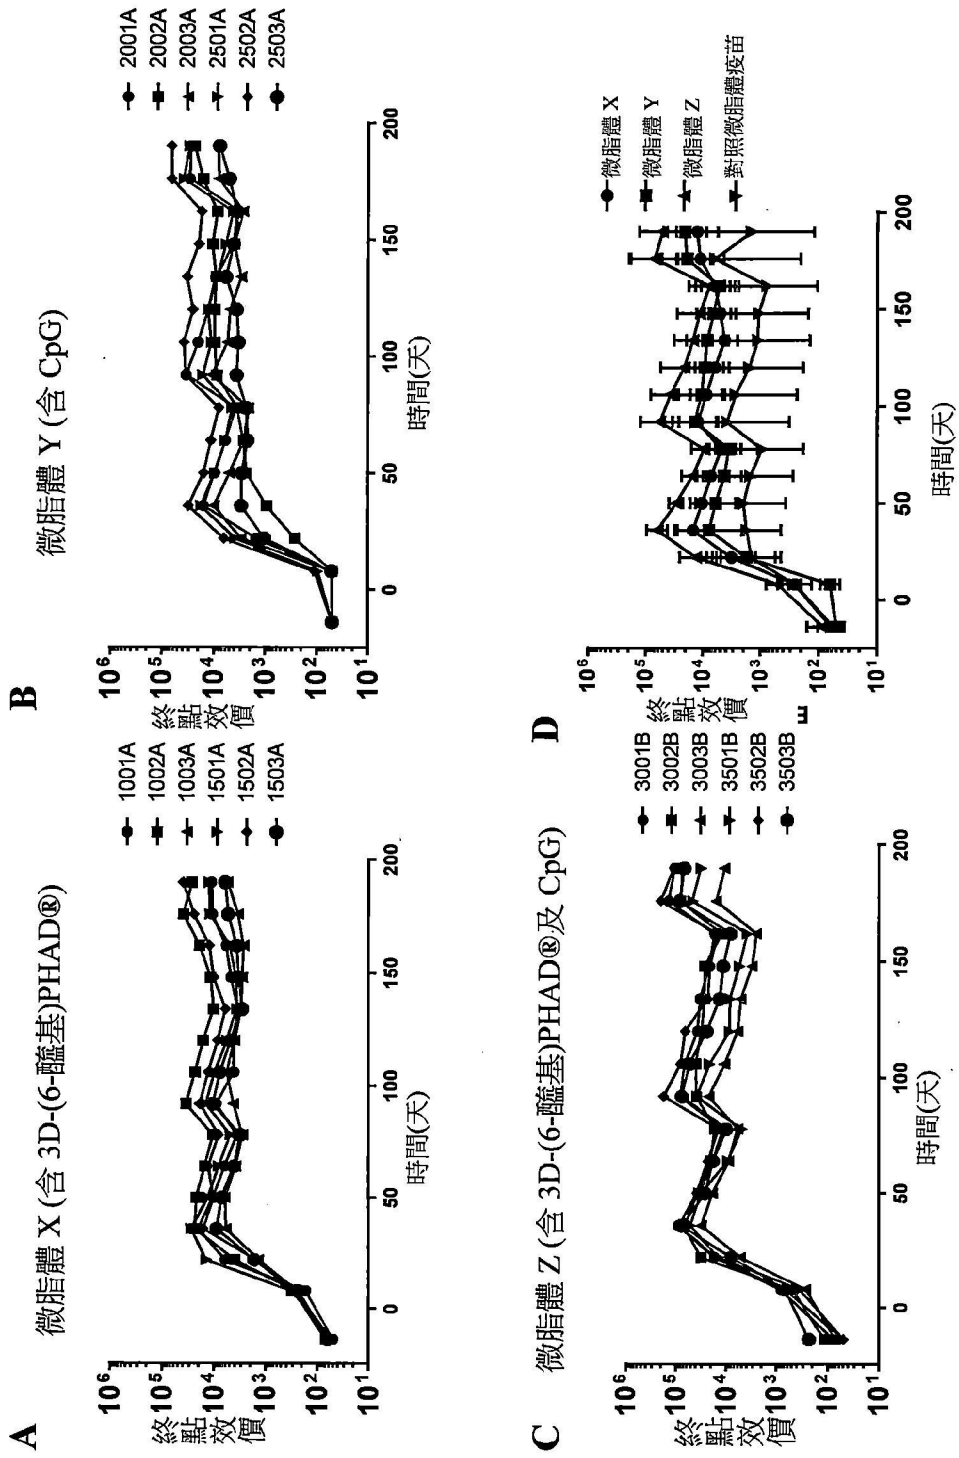 A
微脂體 X (含 3D-(6-醯基)PHAD®)
終點效價
10⁶
10⁵
10⁴
10³
10²
10¹
0
50
100
150
200
時間(天)
1001A
1002A
1003A
1501A
1502A
1503A
B
微脂體 Y (含 CpG)
終點效價
10⁶
10⁵
10⁴
10³
10²
10¹
0
50
100
150
200
時間(天)
2001A
2002A
2003A
2501A
2502A
2503A
C
微脂體 Z (含 3D-(6-醯基)PHAD®及 CpG)
終點效價
10⁶
10⁵
10⁴
10³
10²
10¹
0
50
100
150
200
時間(天)
3001B
3002B
3003B
3501B
3502B
3503B
D
終點效價
10⁶
10⁵
10⁴
10³
10²
10¹
0
50
100
150
200
時間(天)
微脂體 X
微脂體 Y
微脂體 Z
對照微脂體疫苗